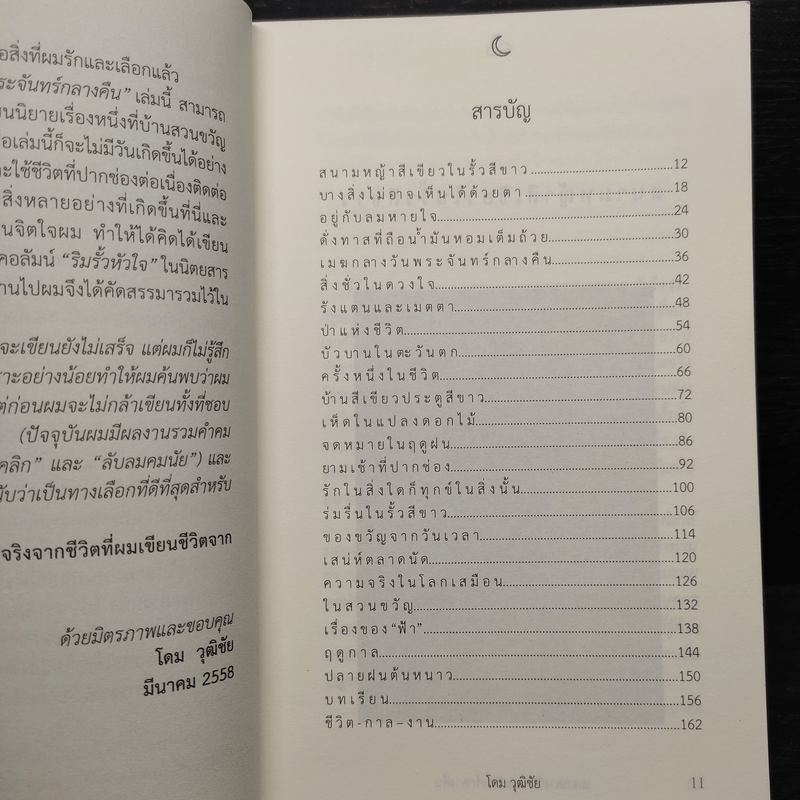 อสิ่งที่ผมรักและเลือกแล้ว
ระจันทร์กลางคืน” เล่มนี้ สามารถ
นนิยายเรื่องหนึ่งที่บ้านสวนขวัญ
อเล่มนี้ก็จะไม่มีวันเกิดขึ้นได้อย่าง
ะใช้ชีวิตที่ปากช่องต่อเนื่องติดต่อ
สิ่งหลายอย่างที่เกิดขึ้นที่นี่และ
นจิตใจผม ทำให้ได้คิดได้เขียน
คอลัมน์ “ริมรั้วหัวใจ” ในนิตยสาร
านไปผมจึงได้คัดสรรมารวมไว้ใน
จะเขียนยังไม่เสร็จ แต่ผมก็ไม่รู้สึก
ราะอย่างน้อยทำให้ผมค้นพบว่าผม
ต่ก่อนผมจะไม่กล้าเขียนทั้งที่ชอบ
(ปัจจุบันผมมีผลงานรวมคำคม
คลิก” และ “ลับลมคมนัย”) และ
นับว่าเป็นทางเลือกที่ดีที่สุดสำหรับ
จริงจากชีวิตที่ผมเขียนชีวิตจาก
ด้วยมิตรภาพและขอบคุณ
โดม วุฒิชัย
มีนาคม 2558
สารบัญ
สนามหญ้าสีเขียวในรั้วสีขาว 12
บางสิ่งไม่อาจเห็นได้ด้วยตา 18
อยู่กับลมหายใจ 24
ดั่งทาสที่ถือน้ำมันหอมเต็มถ้วย 30
เมฆกลางวันพระจันทร์กลางคืน 36
สิ่งชั่วในดวงใจ 42
รังแตนและเมตตา 48
ป่าแห่งชีวิต 54
บัวบานในตะวันตก 60
ครั้งหนึ่งในชีวิต 66
บ้านสีเขียวประตูสีขาว 72
เห็ดในแปลงดอกไม้ 80
จดหมายในฤดูฝน 86
ยามเช้าที่ปากช่อง 92
รักในสิ่งใดก็ทุกข์ในสิ่งนั้น 100
ร่มรื่นในรั้วสีขาว 106
ของขวัญจากวันเวลา 114
เสน่ห์ตลาดนัด 120
ความจริงในโลกเสมือน 126
ในสวนขวัญ 132
เรื่องของ “ฟ้า” 138
ฤดูกาล 144
ปลายฝนต้นหนาว 150
บทเรียน 156
ชีวิต-กาล-งาน 162
โดม วุฒิชัย 11